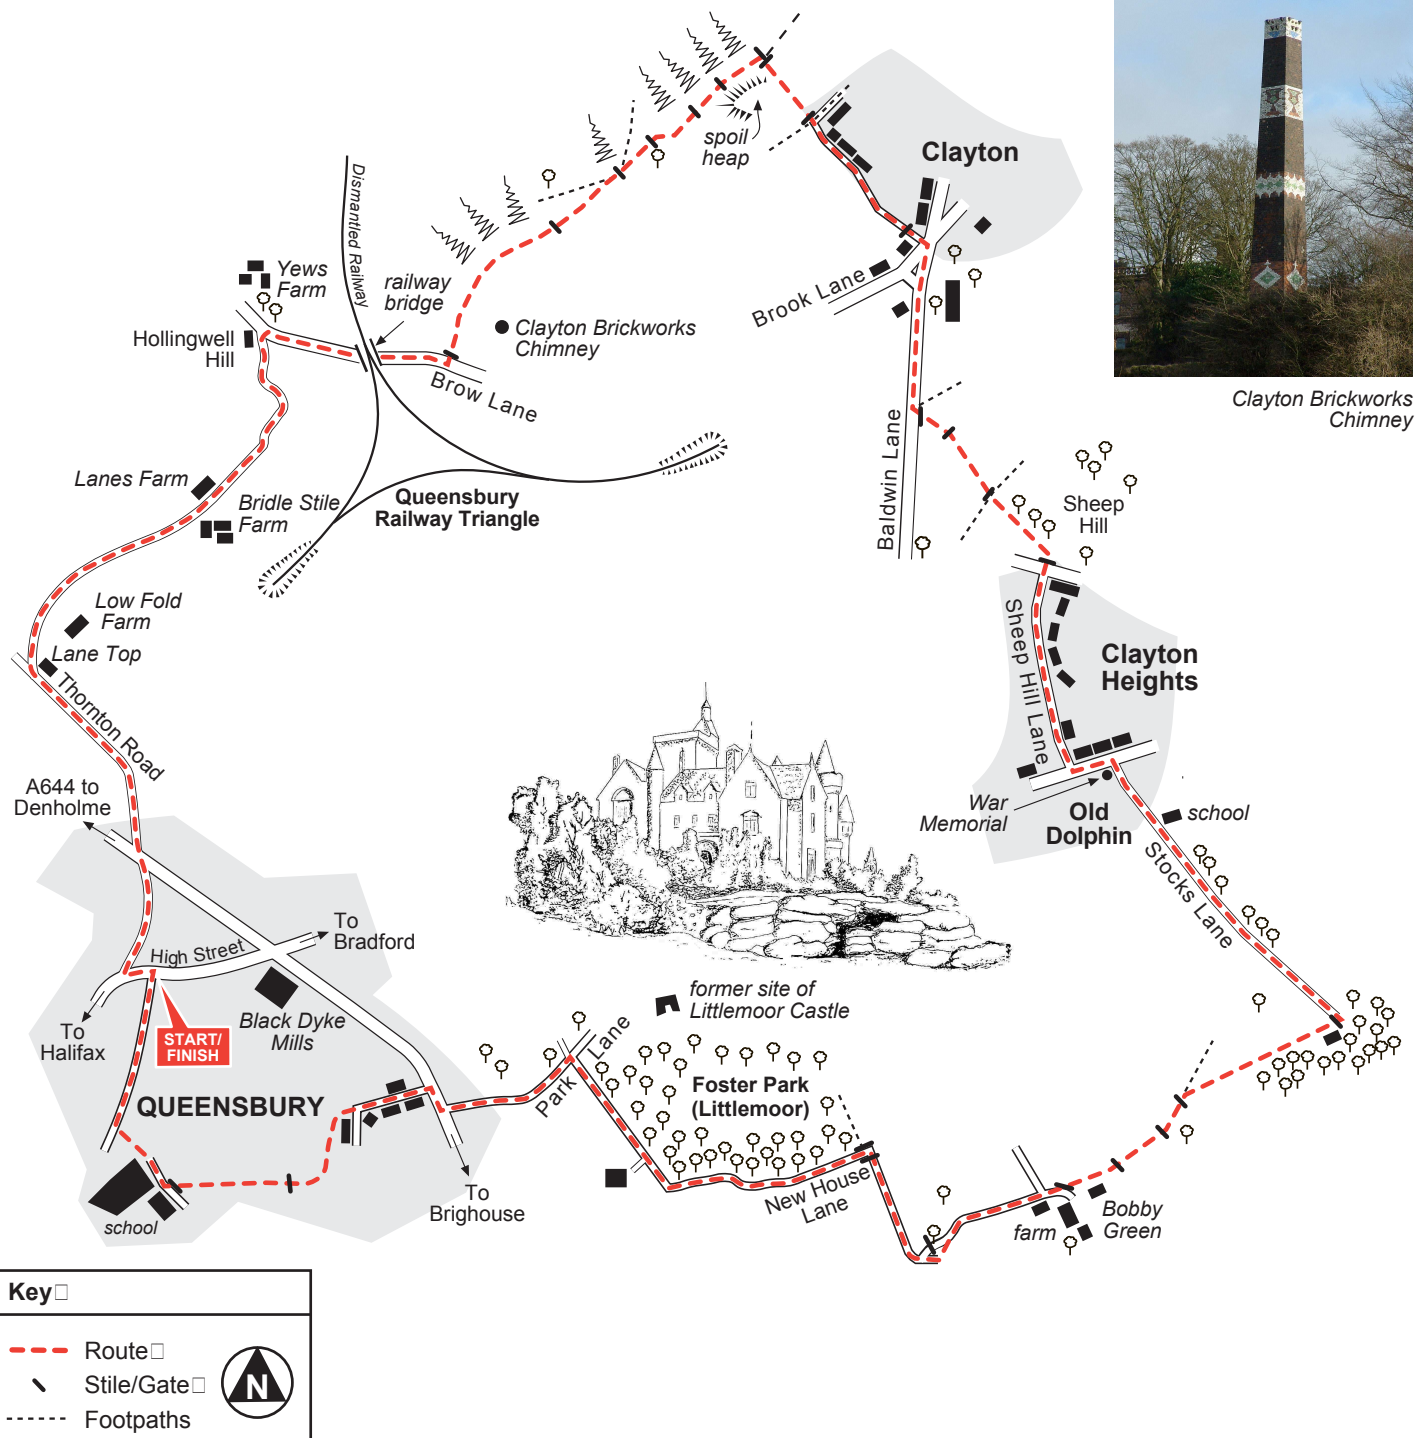 spoil
heap
Clayton
Dismantled Railway
Yews
Farm
railway
bridge
Brook Lane
Hollingwell
Hill
Clayton Brickworks
Chimney
Brow Lane
Clayton Brickworks
Chimney
Baldwin Lane
Lanes Farm
Bridle Stile
Farm
Queensbury
Railway Triangle
Sheep
Hill
Low Fold
Farm
Lane Top
Sheep Hill Lane
Clayton
Heights
Thornton Road
A644 to
Denholme
War
Memorial
Old
Dolphin
school
Stocks Lane
To
Bradford
High Street
former site of
Littlemoor Castle
To
Halifax
START/
FINISH
Black Dyke
Mills
Park Lane
Foster Park
(Littlemoor)
QUEENSBURY
New House
Lane
To
Brighouse
school
farm
Bobby
Green
Key
Route
Stile/Gate
N
Footpaths